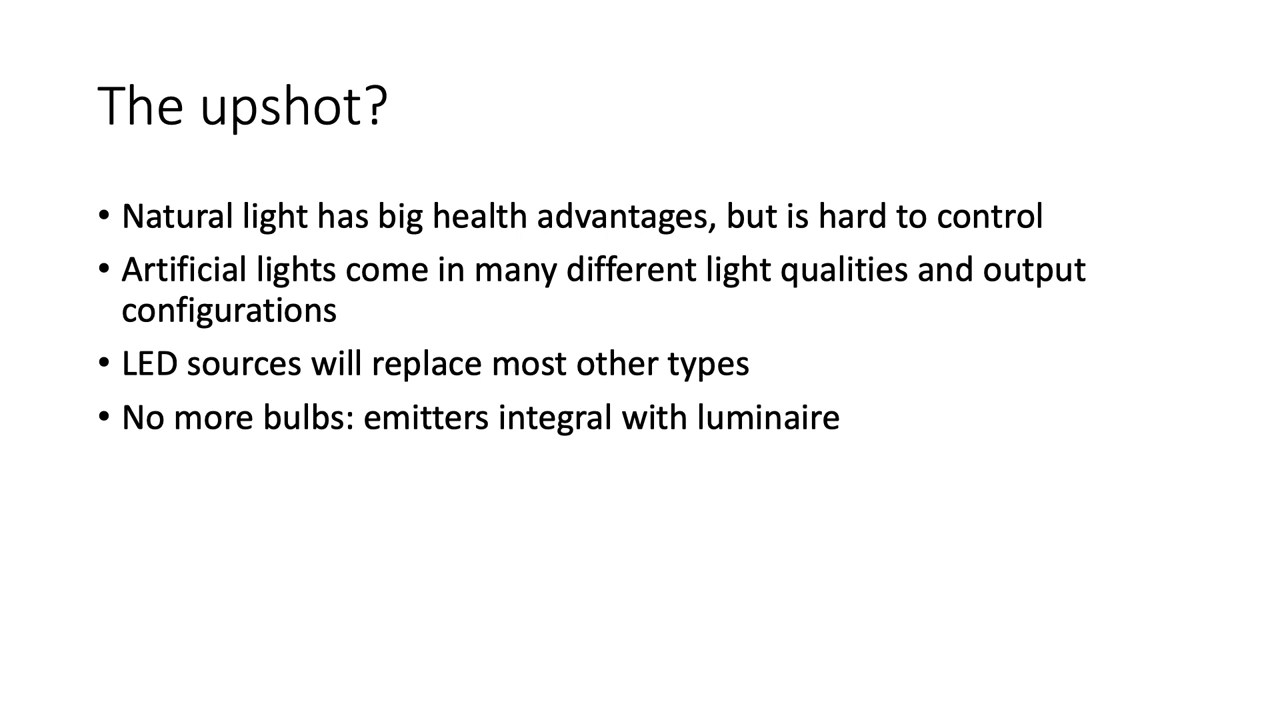 The upshot?
• Natural light has big health advantages, but is hard to control
• Artificial lights come in many different light qualities and output
configurations
• LED sources will replace most other types
• No more bulbs: emitters integral with luminaire